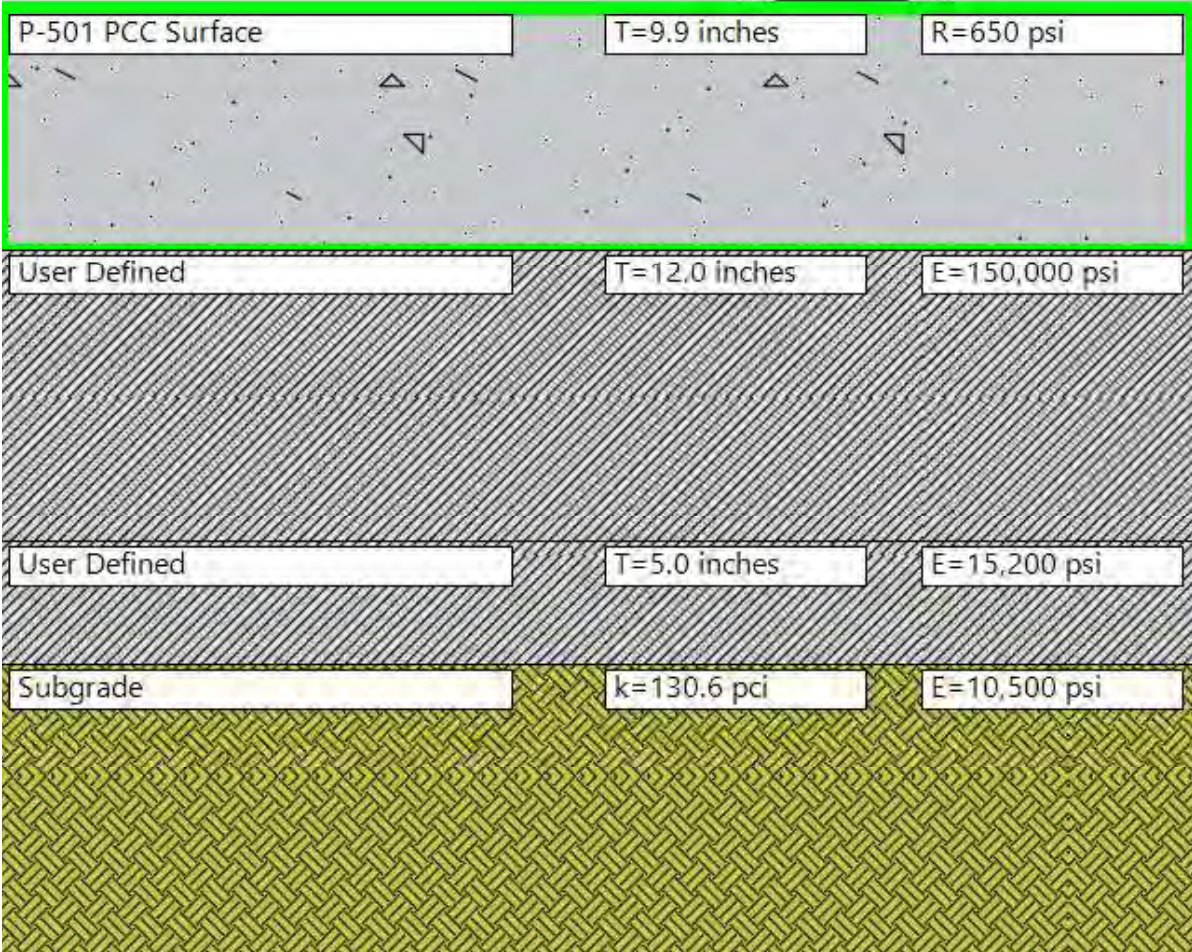 P-501 PCC Surface T=9.9 inches R=650 psi
User Defined T=12.0 inches E=150,000 psi
User Defined T=5.0 inches E=15,200 psi
Subgrade k=130.6 pci E=10,500 psi